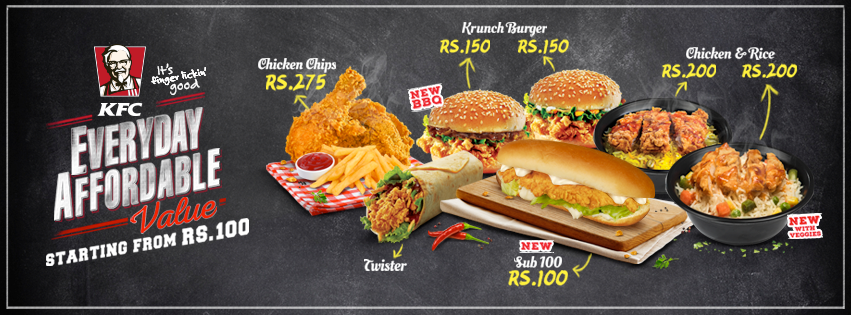 KFC
It's
finger lickin'
good
EVERYDAY
AFFORDABLE
Value*
STARTING FROM RS.100
Chicken Chips
RS.275
Krunch Burger
RS.150 RS.150
NEW
BBQ
Chicken & Rice
RS.200 RS.200
NEW
WITH
VEGGIES
Twister
NEW
Sub 100
RS.100